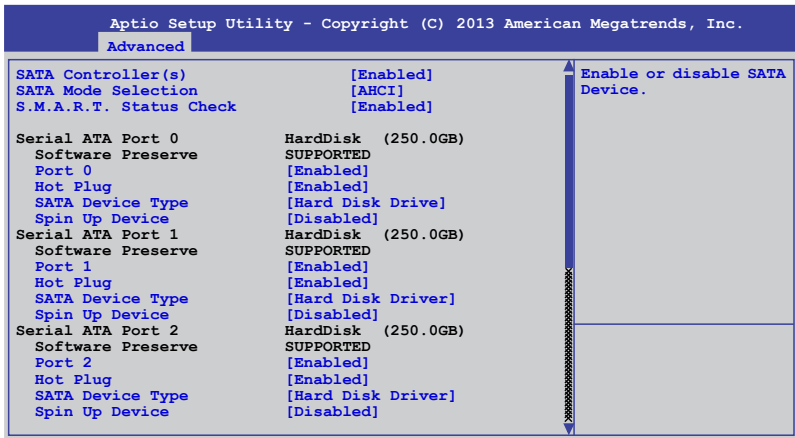 Aptio Setup Utility - Copyright (C) 2013 American Megatrends, Inc.
Advanced
SATA Controller(s) [Enabled]
SATA Mode Selection [AHCI]
S.M.A.R.T. Status Check [Enabled]
Serial ATA Port 0 HardDisk (250.0GB)
Software Preserve SUPPORTED
Port 0 [Enabled]
Hot Plug [Enabled]
SATA Device Type [Hard Disk Drive]
Spin Up Device [Disabled]
Serial ATA Port 1 HardDisk (250.0GB)
Software Preserve SUPPORTED
Port 1 [Enabled]
Hot Plug [Enabled]
SATA Device Type [Hard Disk Driver]
Spin Up Device [Disabled]
Serial ATA Port 2 HardDisk (250.0GB)
Software Preserve SUPPORTED
Port 2 [Enabled]
Hot Plug [Enabled]
SATA Device Type [Hard Disk Driver]
Spin Up Device [Disabled]
Enable or disable SATA
Device.